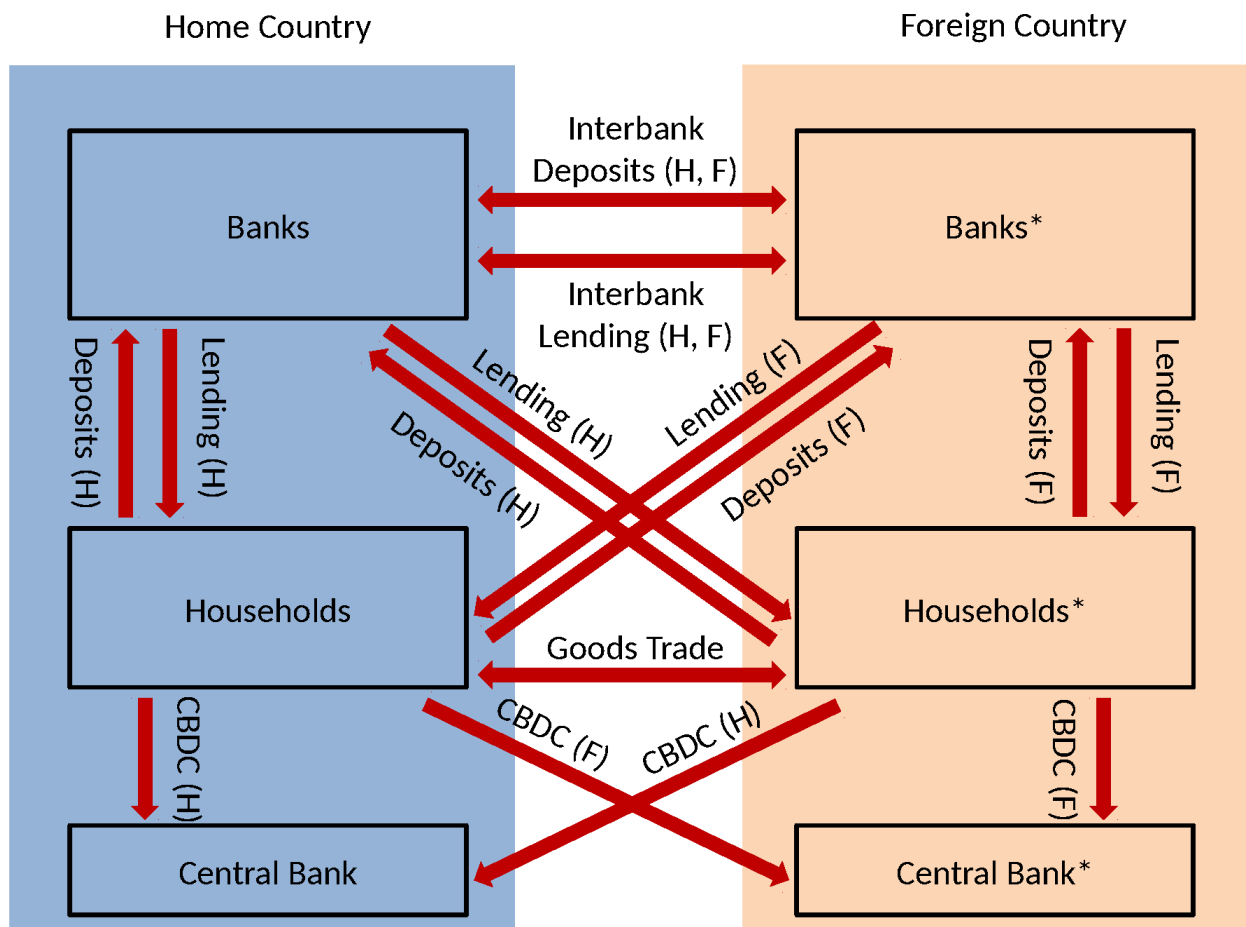 Home Country
Foreign Country
Interbank
Deposits (H, F)
Banks
Banks*
Interbank
Lending (H, F)
Deposits (H)
Lending (H)
Lending (H)
Deposits (H)
Lending (F)
Deposits (F)
Deposits (F)
Lending (F)
Households
Households*
Goods Trade
CBDC (H)
CBDC (F)
CBDC (H)
CBDC (F)
Central Bank
Central Bank*